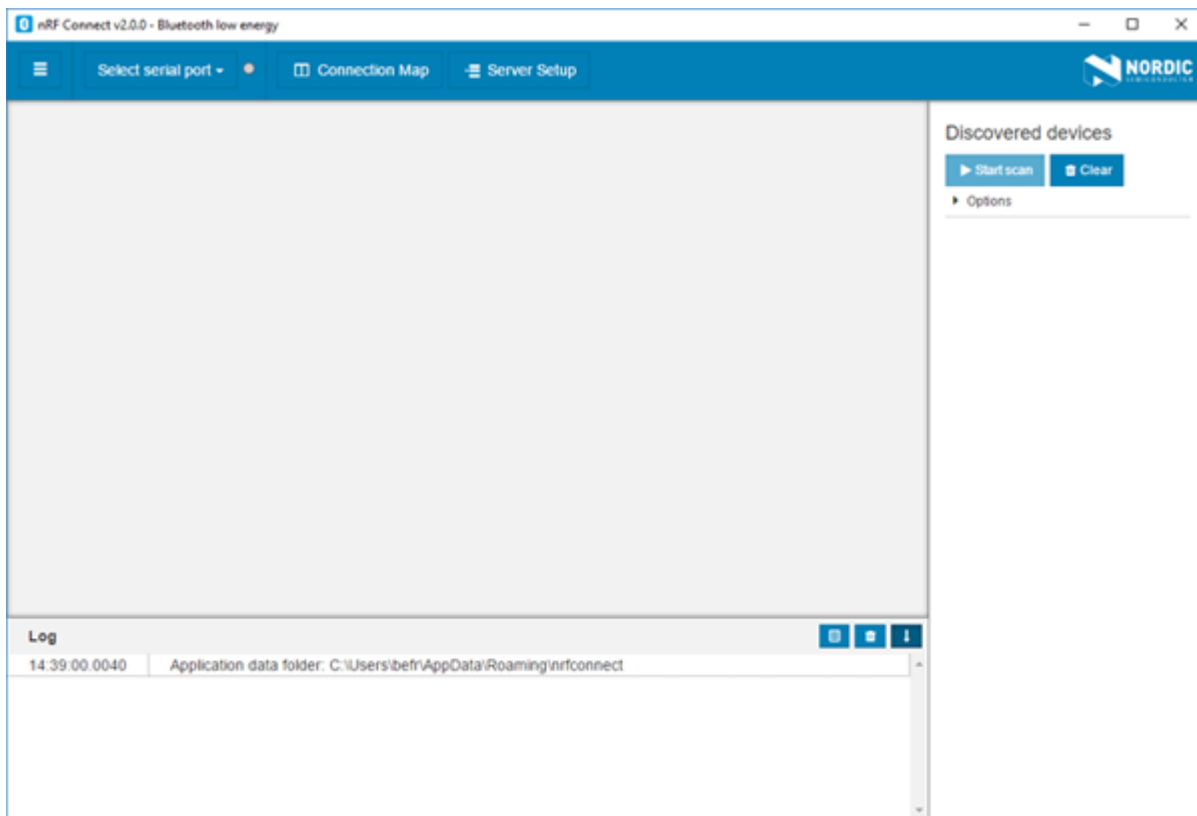 nRF Connect v2.0.0 - Bluetooth low energy
Select serial port
Connection Map
Server Setup
NORDIC
SEMICONDUCTOR
Discovered devices
Start scan
Clear
Options
Log
14:39:00.0040 Application data folder: C:\Users\befr\AppData\Roaming\nrfconnect